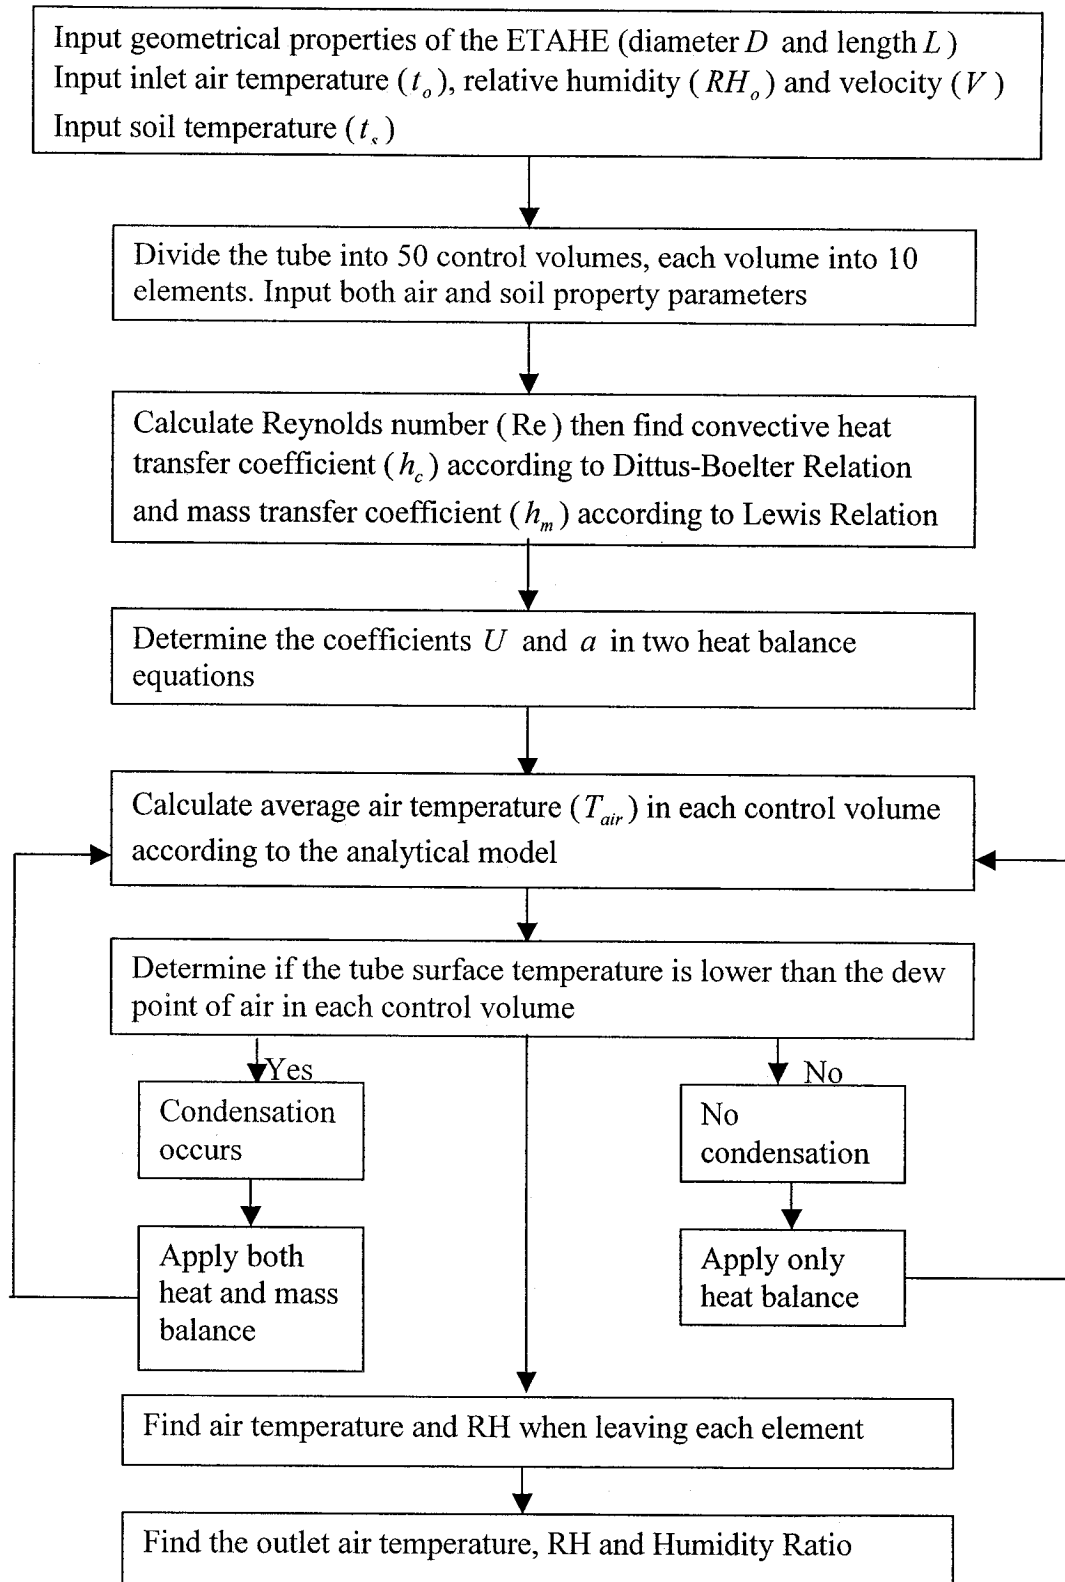 Input geometrical properties of the ETAHE (diameter D and length L)
Input inlet air temperature (t_o), relative humidity (RH_o) and velocity (V)
Input soil temperature (t_s)
Divide the tube into 50 control volumes, each volume into 10
elements. Input both air and soil property parameters
Calculate Reynolds number (Re) then find convective heat
transfer coefficient (h_c) according to Dittus-Boelter Relation
and mass transfer coefficient (h_m) according to Lewis Relation
Determine the coefficients U and a in two heat balance
equations
Calculate average air temperature (T_air) in each control volume
according to the analytical model
Determine if the tube surface temperature is lower than the dew
point of air in each control volume
Yes
No
Condensation
occurs
No
condensation
Apply both
heat and mass
balance
Apply only
heat balance
Find air temperature and RH when leaving each element
Find the outlet air temperature, RH and Humidity Ratio